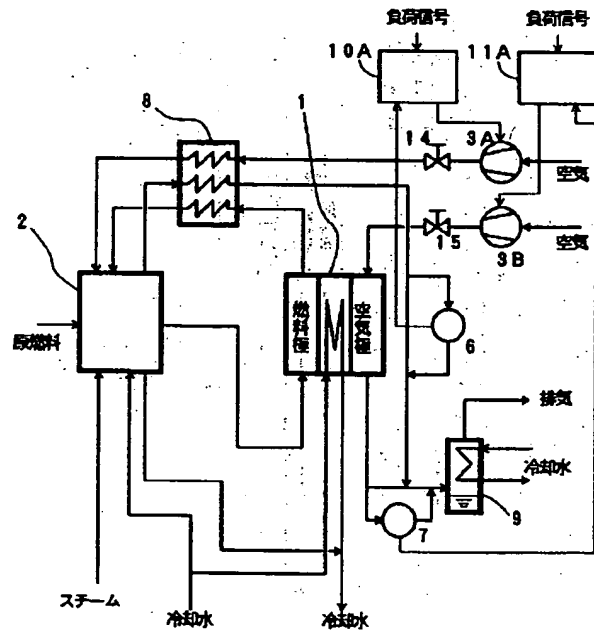 負荷信号
負荷信号
10A
11A
8
1
14
3A
空気
2
15
3B
空気
燃料極
空気極
原燃料
6
排気
冷却水
7
9
スチーム
冷却水
冷却水